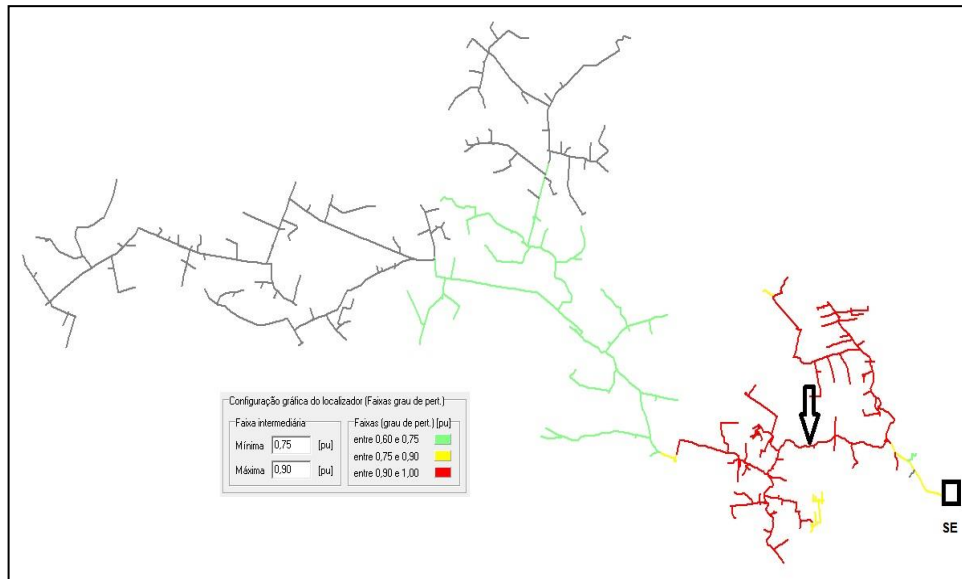 Configuração gráfica do localizador (Faixas grau de pert.)
Faixa intermediária
Mínima 0,75 [pu]
Máxima 0,90 [pu]
Faixas (grau de pert.) [pu]
entre 0,60 e 0,75
entre 0,75 e 0,90
entre 0,90 e 1,00
SE